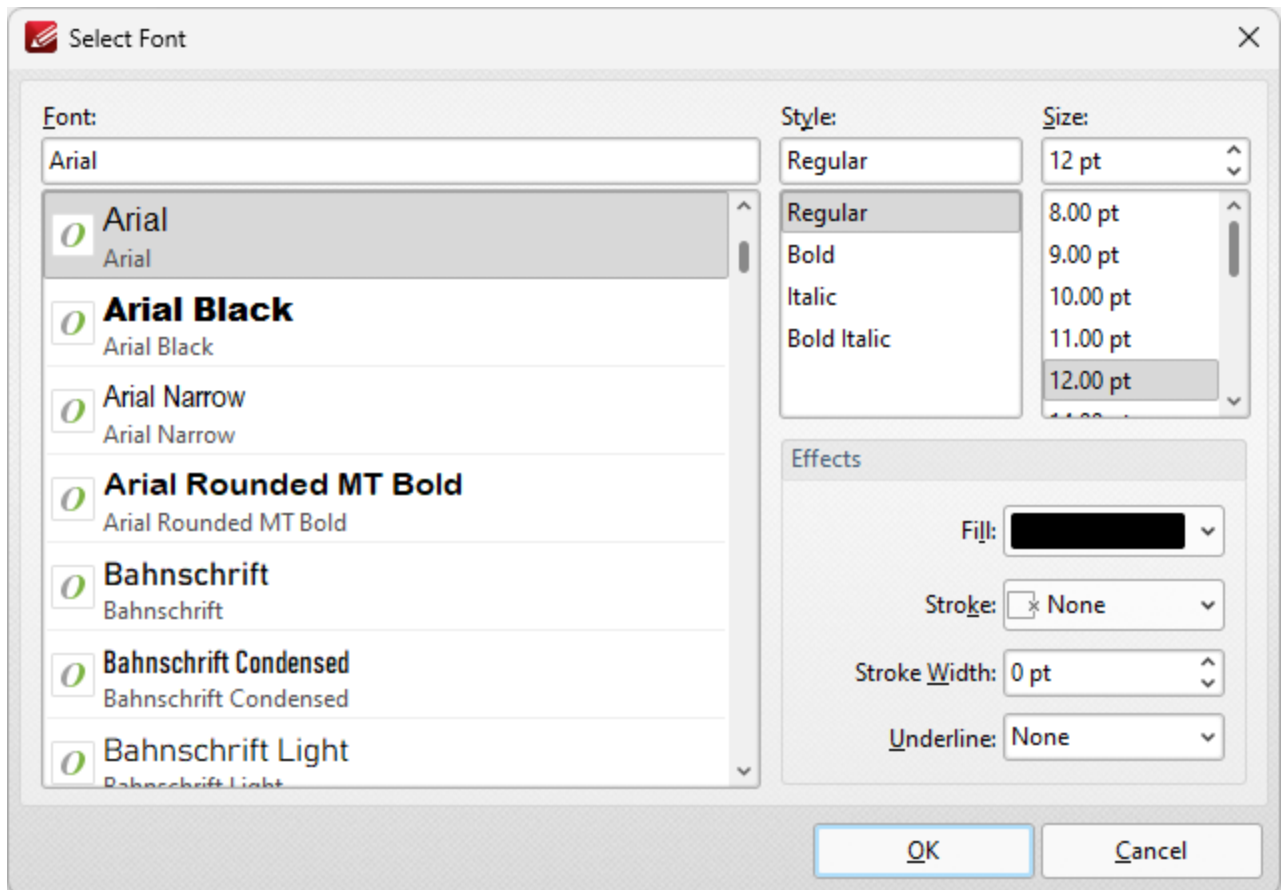 Select Font
Font:
Arial
Arial
Arial
Arial Black
Arial Black
Arial Narrow
Arial Narrow
Arial Rounded MT Bold
Arial Rounded MT Bold
Bahnschrift
Bahnschrift
Bahnschrift Condensed
Bahnschrift Condensed
Bahnschrift Light
Bahnschrift Light
Style:
Regular
Regular
Bold
Italic
Bold Italic
Size:
12 pt
8.00 pt
9.00 pt
10.00 pt
11.00 pt
12.00 pt
Effects
Fill:
Stroke: None
Stroke Width: 0 pt
Underline: None
OK
Cancel